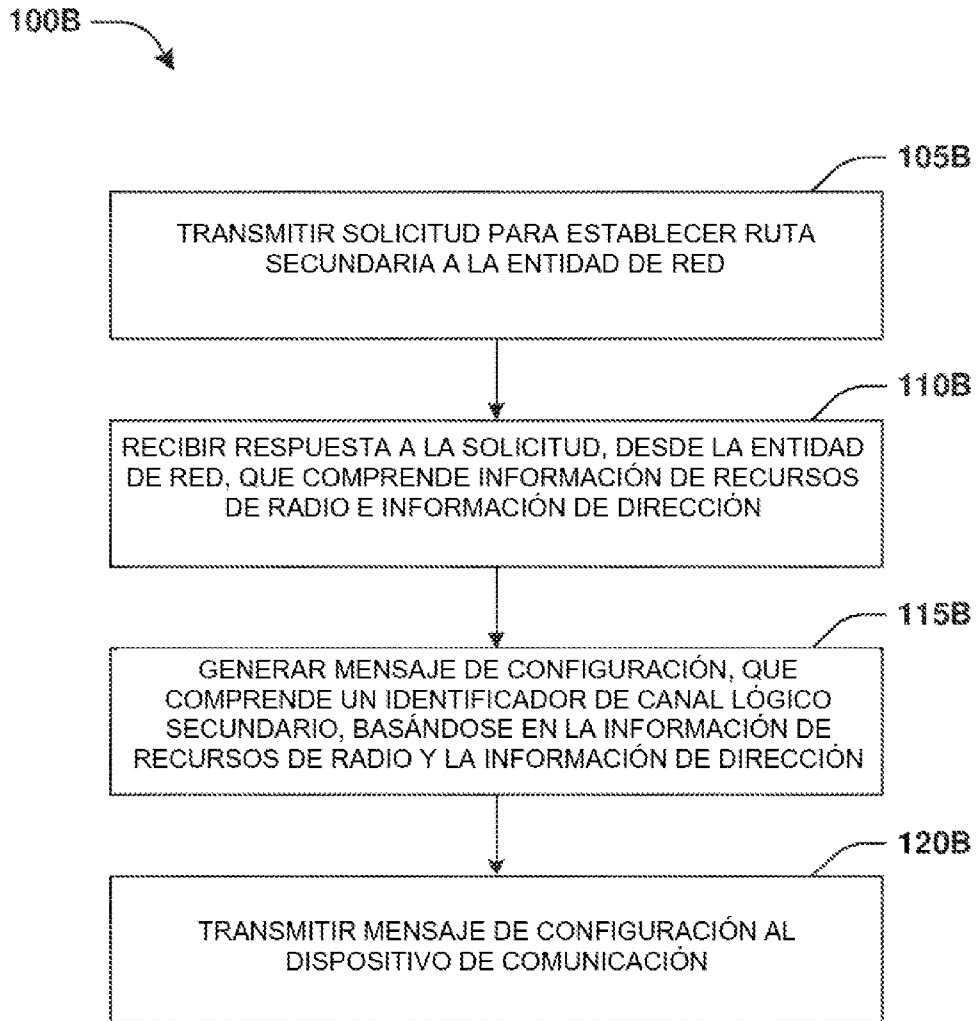 100B
105B
TRANSMITIR SOLICITUD PARA ESTABLECER RUTA
SECUNDARIA A LA ENTIDAD DE RED
110B
RECIBIR RESPUESTA A LA SOLICITUD, DESDE LA ENTIDAD
DE RED, QUE COMPRENDE INFORMACIÓN DE RECURSOS
DE RADIO E INFORMACIÓN DE DIRECCIÓN
115B
GENERAR MENSAJE DE CONFIGURACIÓN, QUE
COMPRENDE UN IDENTIFICADOR DE CANAL LÓGICO
SECUNDARIO, BASÁNDOSE EN LA INFORMACIÓN DE
RECURSOS DE RADIO Y LA INFORMACIÓN DE DIRECCIÓN
120B
TRANSMITIR MENSAJE DE CONFIGURACIÓN AL
DISPOSITIVO DE COMUNICACIÓN